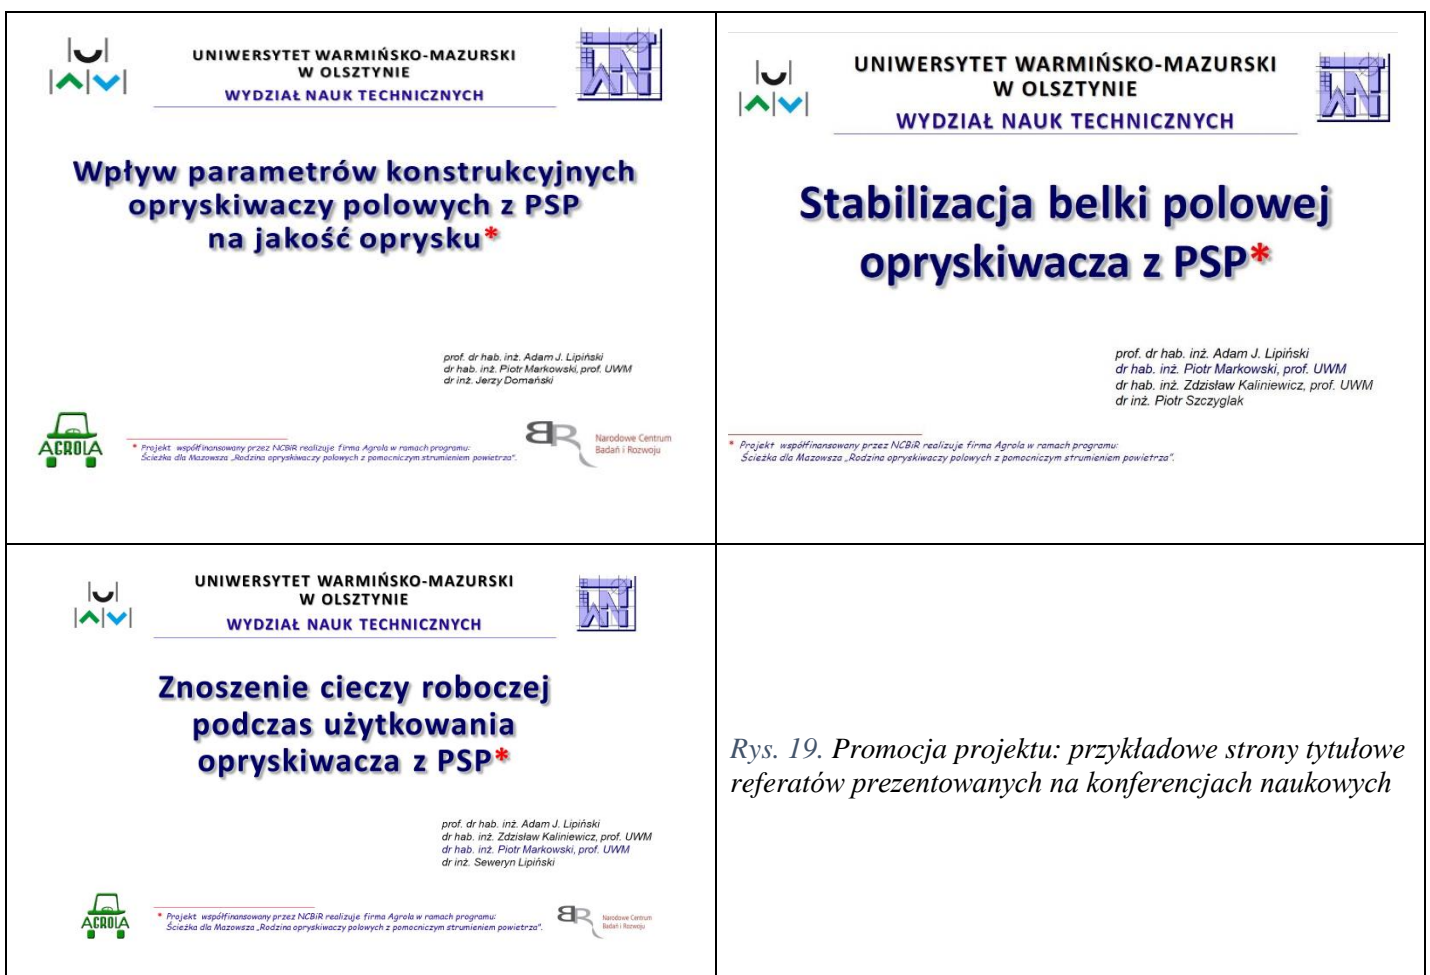 UNIWERSYTET WARMIŃSKO-MAZURSKI
W OLSZTYNIE
WYDZIAŁ NAUK TECHNICZNYCH
Wpływ parametrów konstrukcyjnych
opryskiwaczy polowych z PSP
na jakość oprysku*
prof. dr hab. inż. Adam J. Lipiński
dr hab. inż. Piotr Markowski, prof. UWM
dr inż. Jerzy Domański
AGROLA
* Projekt współfinansowany przez NCBiR realizuje firma Agrola w ramach programu:
Ścieżka dla Mazowsza „Rodzina opryskiwaczy polowych z pomocniczym strumieniem powietrza”.
BR
Narodowe Centrum
Badań i Rozwoju
UNIWERSYTET WARMIŃSKO-MAZURSKI
W OLSZTYNIE
WYDZIAŁ NAUK TECHNICZNYCH
Stabilizacja belki polowej
opryskiwacza z PSP*
prof. dr hab. inż. Adam J. Lipiński
dr hab. inż. Piotr Markowski, prof. UWM
dr hab. inż. Zdzisław Kaliniewicz, prof. UWM
dr inż. Piotr Szczyglak
* Projekt współfinansowany przez NCBiR realizuje firma Agrola w ramach programu:
Ścieżka dla Mazowsza „Rodzina opryskiwaczy polowych z pomocniczym strumieniem powietrza”.
UNIWERSYTET WARMIŃSKO-MAZURSKI
W OLSZTYNIE
WYDZIAŁ NAUK TECHNICZNYCH
Znoszenie cieczy roboczej
podczas użytkowania
opryskiwacza z PSP*
prof. dr hab. inż. Adam J. Lipiński
dr hab. inż. Zdzisław Kaliniewicz, prof. UWM
dr hab. inż. Piotr Markowski, prof. UWM
dr inż. Seweryn Lipiński
AGROLA
* Projekt współfinansowany przez NCBiR realizuje firma Agrola w ramach programu:
Ścieżka dla Mazowsza „Rodzina opryskiwaczy polowych z pomocniczym strumieniem powietrza”.
BR
Narodowe Centrum
Badań i Rozwoju
Rys. 19. Promocja projektu: przykładowe strony tytułowe
referatów prezentowanych na konferencjach naukowych